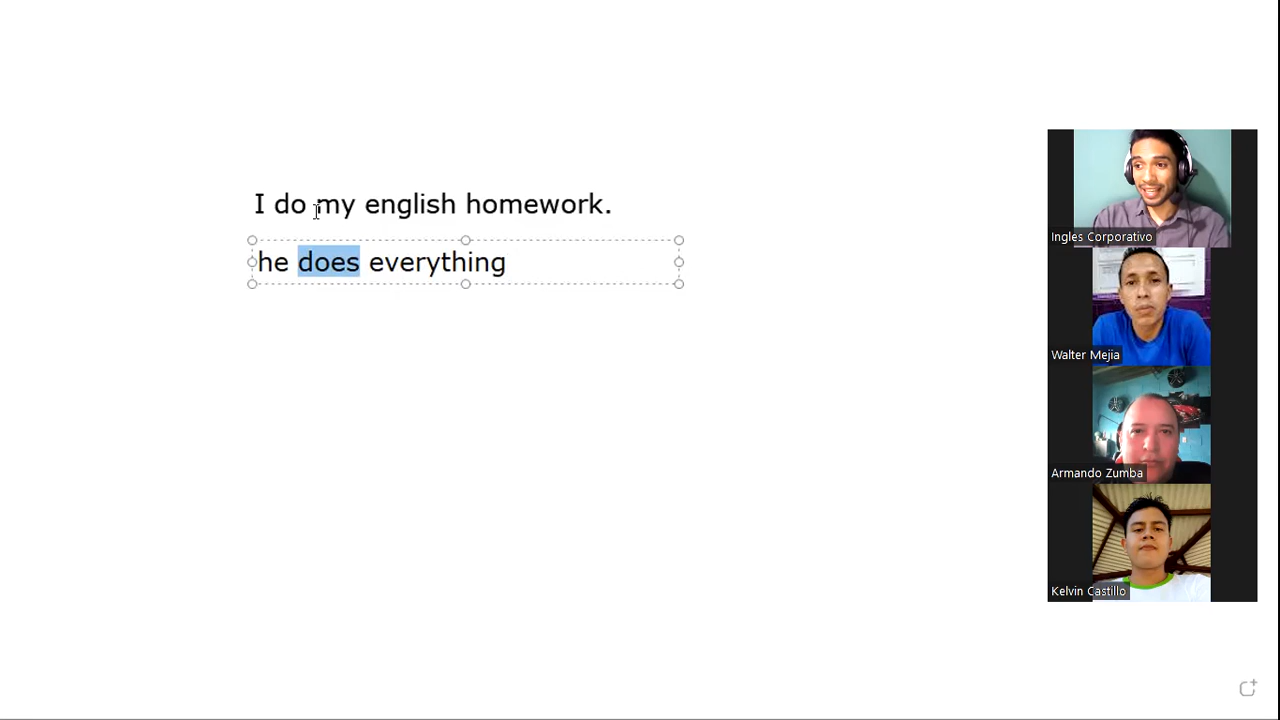 I do my english homework.
he does everything
Ingles Corporativo
Walter Mejia
Armando Zumba
Kelvin Castillo